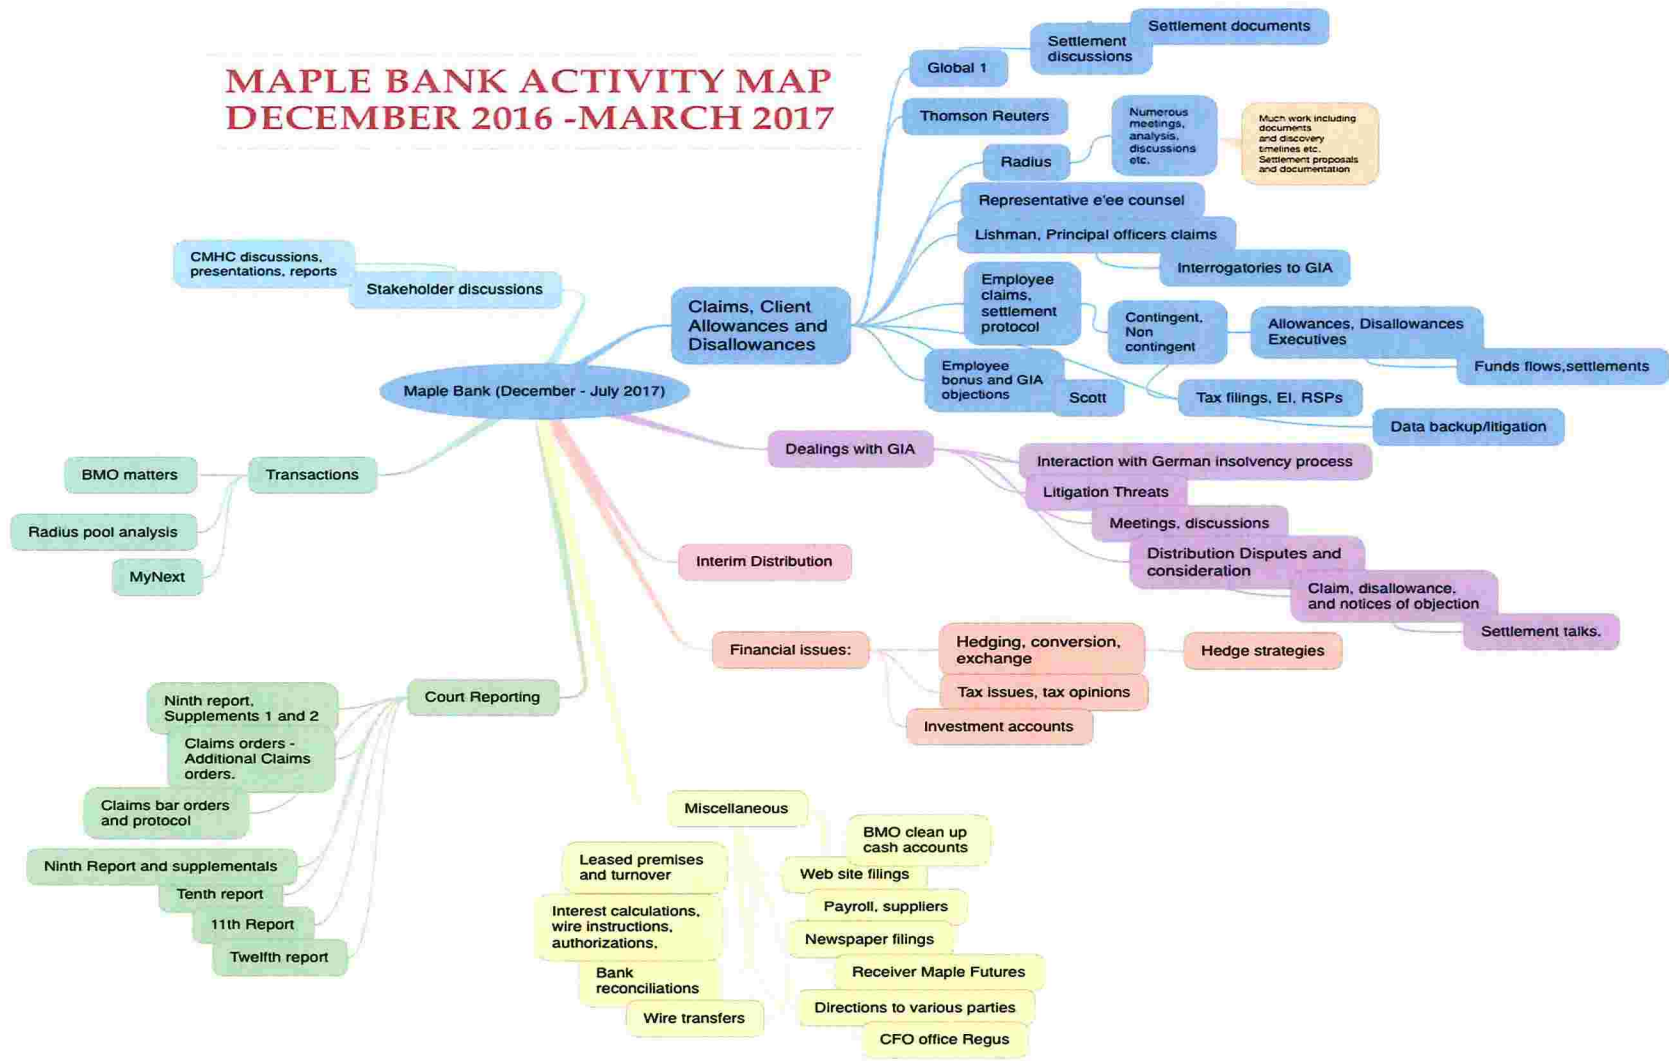 MAPLE BANK ACTIVITY MAP
DECEMBER 2016 -MARCH 2017
Settlement documents
Settlement
discussions
Global 1
Thomson Reuters
Numerous
meetings,
analysis,
discussions
etc.
Much work including
documents
and discovery
timelines etc.
Settlement proposals
and documentation
Radius
Representative e'ee counsel
Lishman, Principal officers claims
Interrogatories to GIA
CMHC discussions,
presentations, reports
Stakeholder discussions
Claims, Client
Allowances and
Disallowances
Employee
claims,
settlement
protocol
Contingent,
Non
contingent
Allowances, Disallowances
Executives
Funds flows,settlements
Employee
bonus and GIA
objections
Scott
Tax filings, EI, RSPs
Data backup/litigation
Maple Bank (December - July 2017)
Dealings with GIA
Interaction with German insolvency process
Litigation Threats
Meetings, discussions
Distribution Disputes and
consideration
Claim, disallowance,
and notices of objection
Settlement talks.
Transactions
BMO matters
Radius pool analysis
MyNext
Interim Distribution
Financial issues:
Hedging, conversion,
exchange
Hedge strategies
Tax issues, tax opinions
Investment accounts
Court Reporting
Ninth report,
Supplements 1 and 2
Claims orders -
Additional Claims
orders.
Claims bar orders
and protocol
Ninth Report and supplementals
Tenth report
11th Report
Twelfth report
Miscellaneous
BMO clean up
cash accounts
Leased premises
and turnover
Web site filings
Interest calculations,
wire instructions,
authorizations,
Payroll, suppliers
Newspaper filings
Bank
reconciliations
Receiver Maple Futures
Wire transfers
Directions to various parties
CFO office Regus